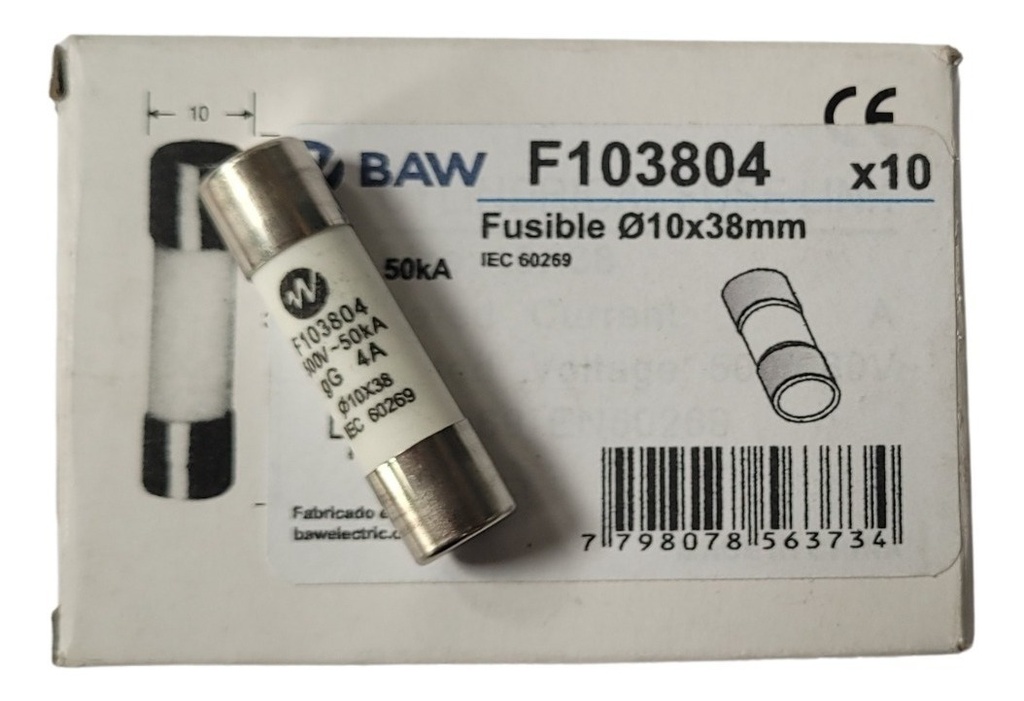 10
CE
BAW
F103804
x10
Fusible Ø10x38mm
IEC 60269
50kA
F103804
500V~50kA
gG 4A
Ø10X38
IEC 60269
Fabricado
bawelectric.c
7 798078 563734